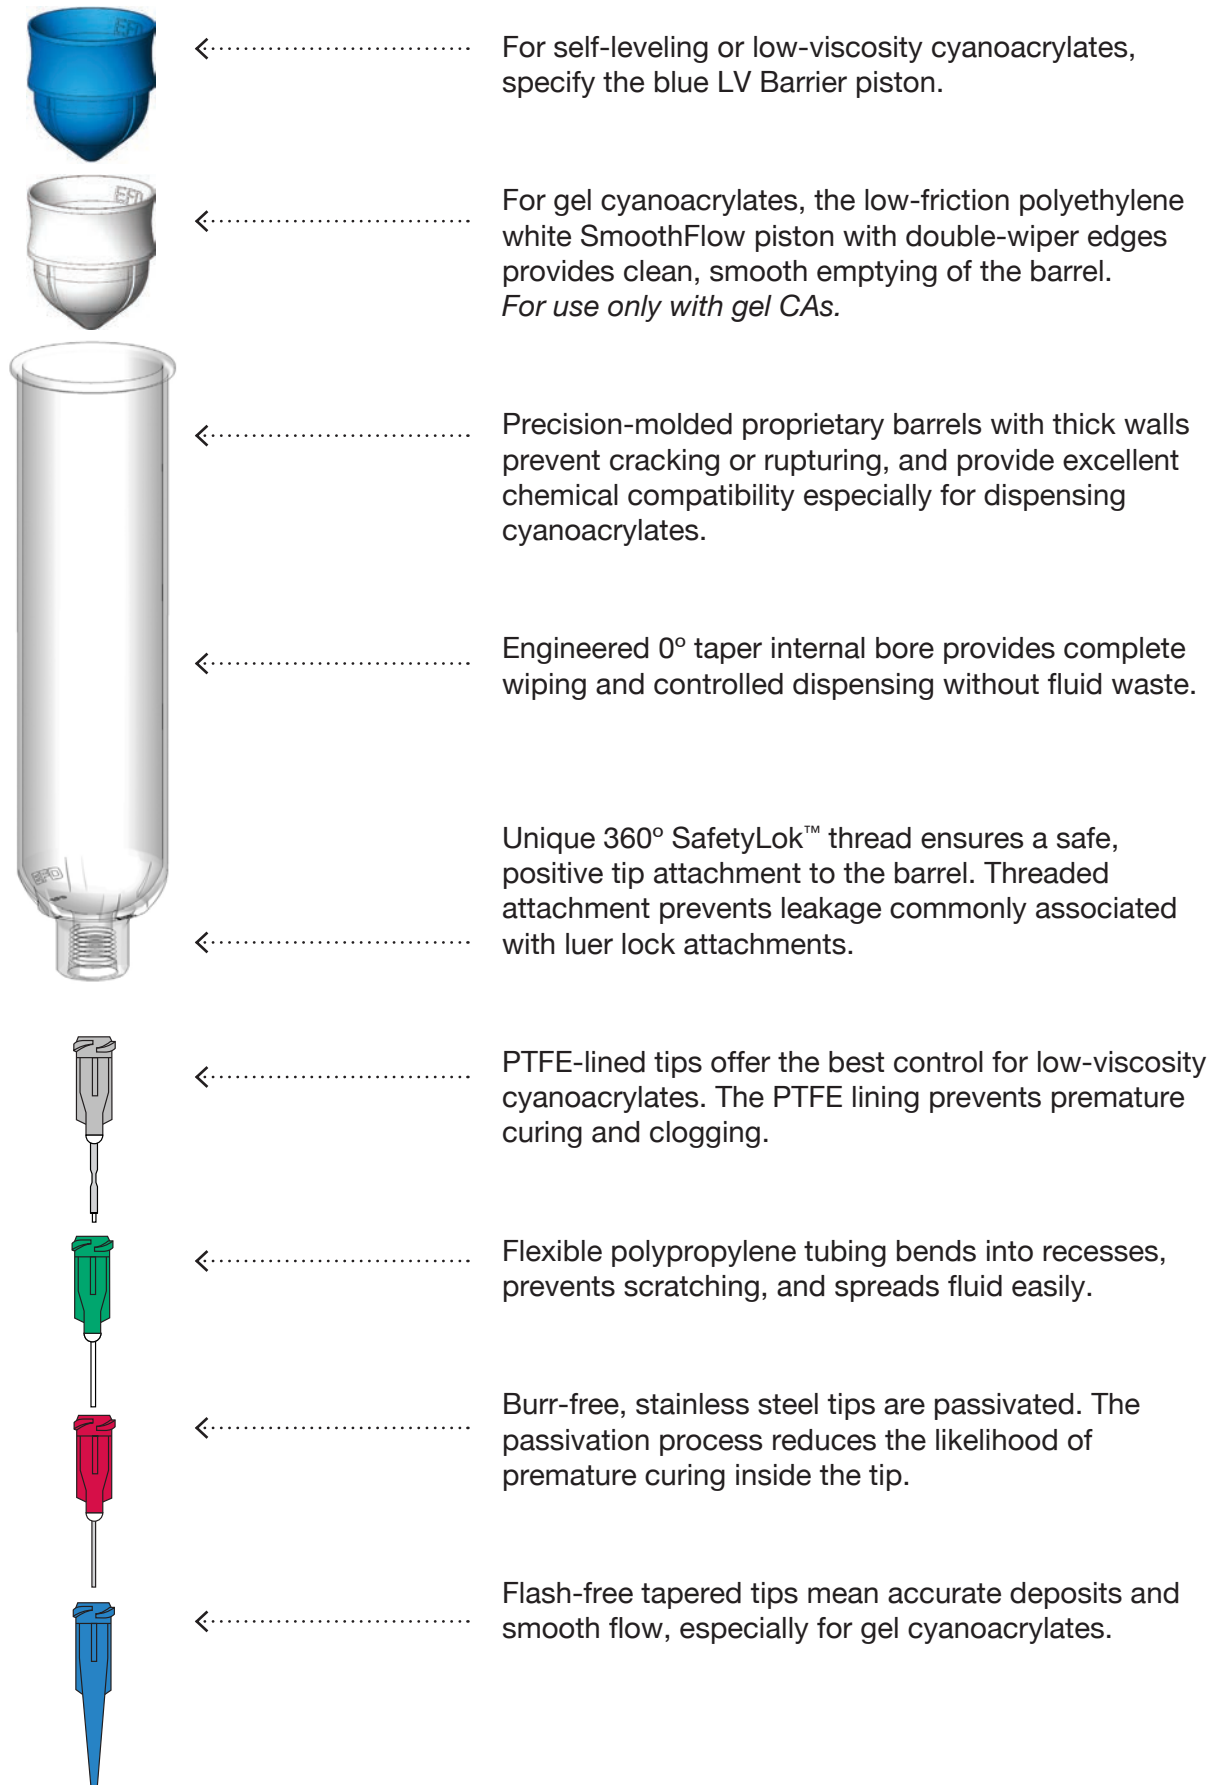 EFD
For self-leveling or low-viscosity cyanoacrylates,
specify the blue LV Barrier piston.
EFD
For gel cyanoacrylates, the low-friction polyethylene
white SmoothFlow piston with double-wiper edges
provides clean, smooth emptying of the barrel.
For use only with gel CAs.
Precision-molded proprietary barrels with thick walls
prevent cracking or rupturing, and provide excellent
chemical compatibility especially for dispensing
cyanoacrylates.
Engineered 0º taper internal bore provides complete
wiping and controlled dispensing without fluid waste.
Unique 360º SafetyLok™ thread ensures a safe,
positive tip attachment to the barrel. Threaded
attachment prevents leakage commonly associated
with luer lock attachments.
EFD
PTFE-lined tips offer the best control for low-viscosity
cyanoacrylates. The PTFE lining prevents premature
curing and clogging.
Flexible polypropylene tubing bends into recesses,
prevents scratching, and spreads fluid easily.
Burr-free, stainless steel tips are passivated. The
passivation process reduces the likelihood of
premature curing inside the tip.
Flash-free tapered tips mean accurate deposits and
smooth flow, especially for gel cyanoacrylates.